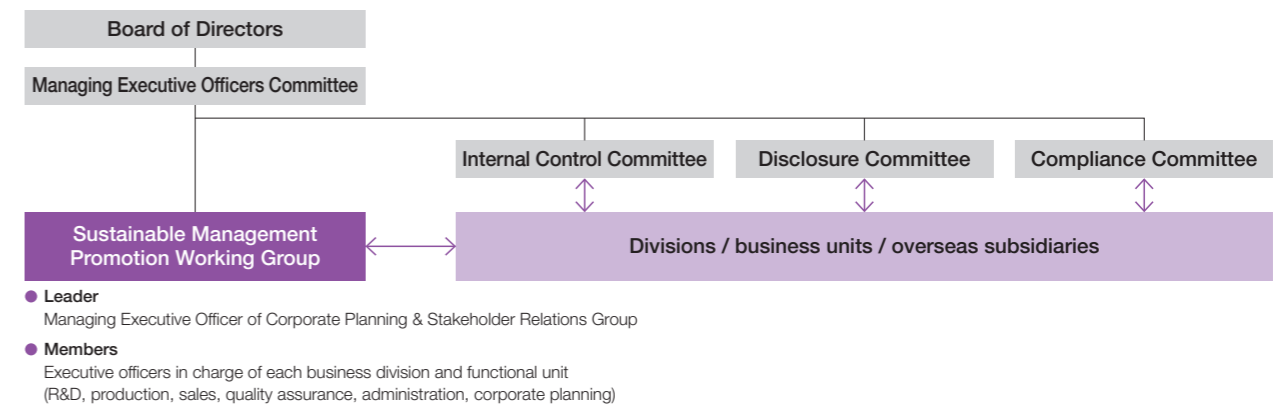 Board of Directors
Managing Executive Officers Committee
Internal Control Committee
Disclosure Committee
Compliance Committee
Sustainable Management
Promotion Working Group
Divisions / business units / overseas subsidiaries
Leader
Managing Executive Officer of Corporate Planning & Stakeholder Relations Group
Members
Executive officers in charge of each business division and functional unit
(R&D, production, sales, quality assurance, administration, corporate planning)